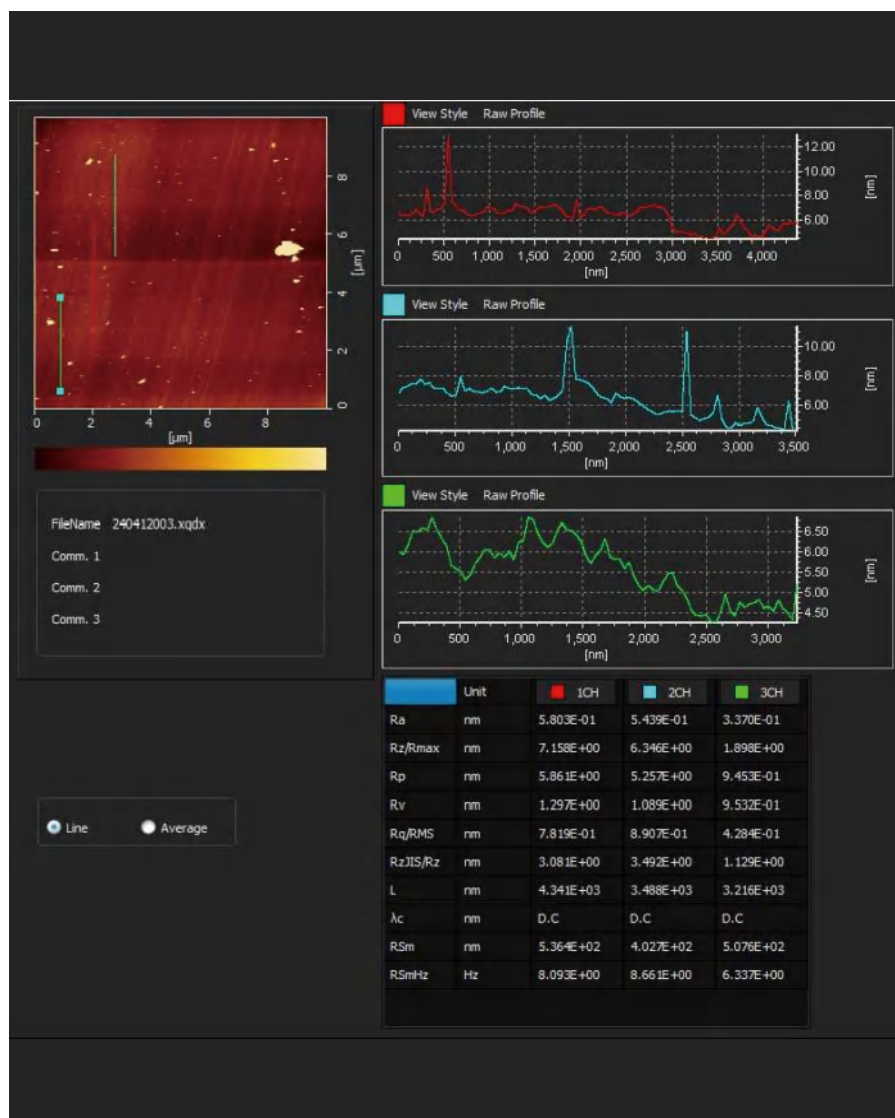 View Style Raw Profile
12.00
10.00
8.00
6.00
[nm]
0 500 1,000 1,500 2,000 2,500 3,000 3,500 4,000
[nm]
8
6
4
2
0
[μm]
0 2 4 6 8
[μm]
View Style Raw Profile
10.00
8.00
6.00
[nm]
0 500 1,000 1,500 2,000 2,500 3,000 3,500
[nm]
FileName 240412003.xqdx
Comm. 1
Comm. 2
Comm. 3
View Style Raw Profile
6.50
6.00
5.50
5.00
4.50
[nm]
0 500 1,000 1,500 2,000 2,500 3,000
[nm]
Unit 1CH 2CH 3CH
Ra nm 5.803E-01 5.439E-01 3.370E-01
Rz/Rmax nm 7.158E+00 6.346E+00 1.898E+00
Rp nm 5.861E+00 5.257E+00 9.453E-01
Rv nm 1.297E+00 1.089E+00 9.532E-01
Rq/RMS nm 7.819E-01 8.907E-01 4.284E-01
RzJIS/Rz nm 3.081E+00 3.492E+00 1.129E+00
L nm 4.341E+03 3.488E+03 3.216E+03
λc nm D.C D.C D.C
RSm nm 5.364E+02 4.027E+02 5.076E+02
RSmHz Hz 8.093E+00 8.661E+00 6.337E+00
Line Average